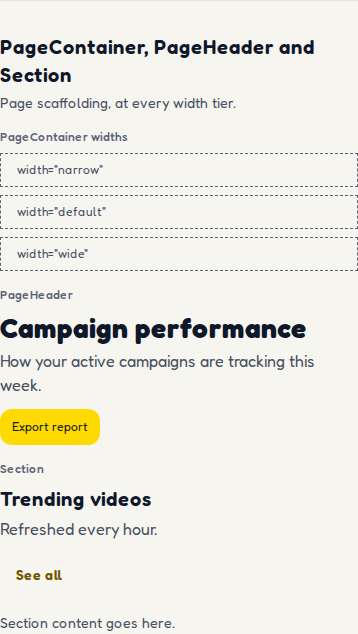 PageContainer, PageHeader and
Section
Page scaffolding, at every width tier.
PageContainer widths
width="narrow"
width="default"
width="wide"
PageHeader
Campaign performance
How your active campaigns are tracking this
week.
Export report
Section
Trending videos
Refreshed every hour.
See all
Section content goes here.